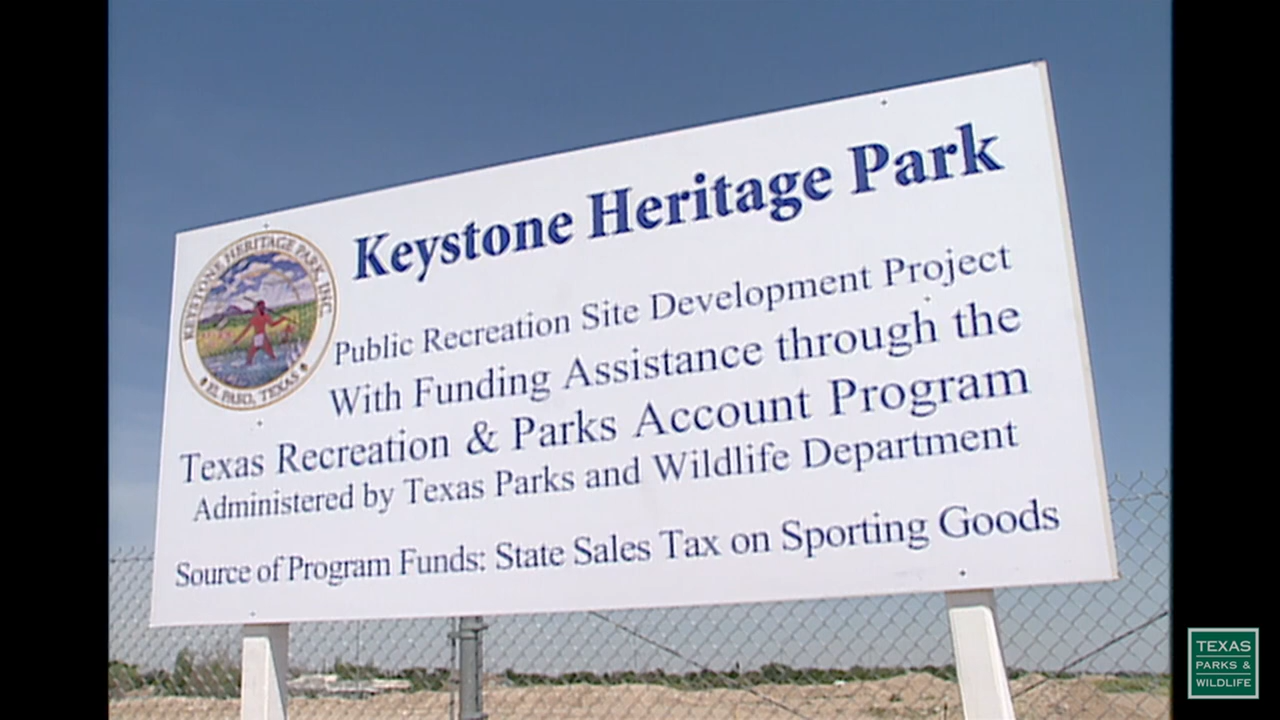 Keystone Heritage Park
KEYSTONE HERITAGE PARK, INC.
EL PASO, TEXAS
Public Recreation Site Development Project
With Funding Assistance through the
Texas Recreation & Parks Account Program
Administered by Texas Parks and Wildlife Department
Source of Program Funds: State Sales Tax on Sporting Goods
TEXAS
PARKS &
WILDLIFE